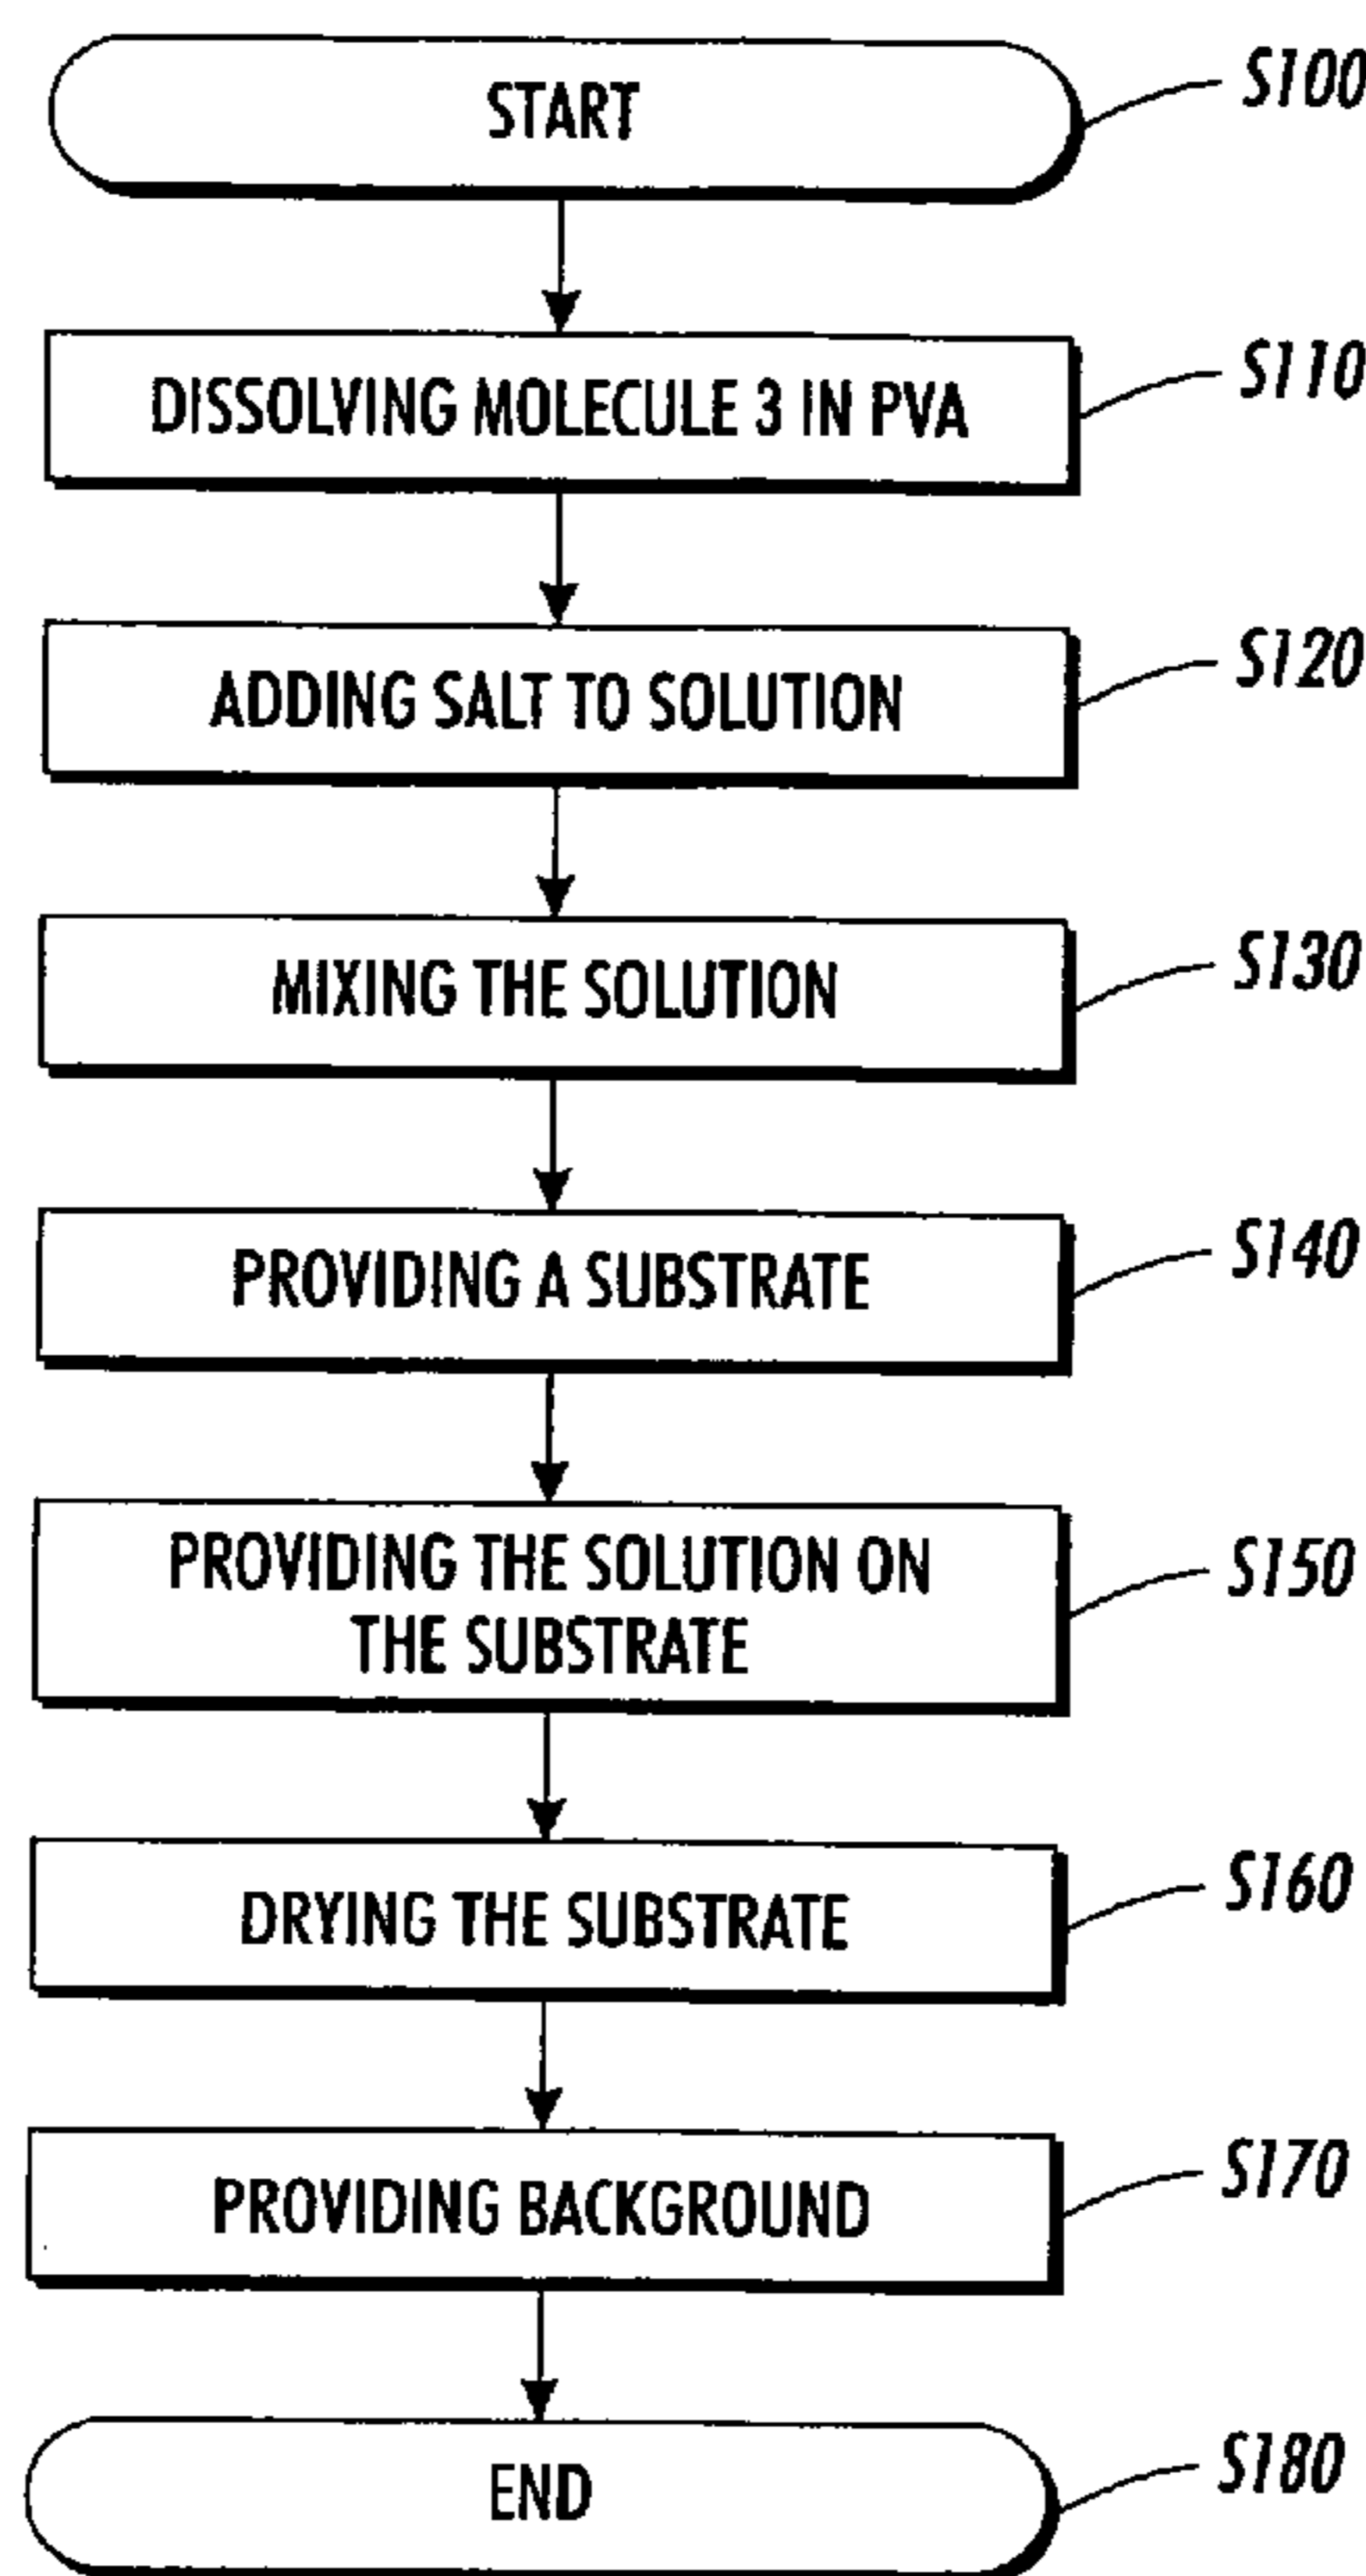 START
S100
DISSOLVING MOLECULE 3 IN PVA
S110
ADDING SALT TO SOLUTION
S120
MIXING THE SOLUTION
S130
PROVIDING A SUBSTRATE
S140
PROVIDING THE SOLUTION ON
THE SUBSTRATE
S150
DRYING THE SUBSTRATE
S160
PROVIDING BACKGROUND
S170
END
S180